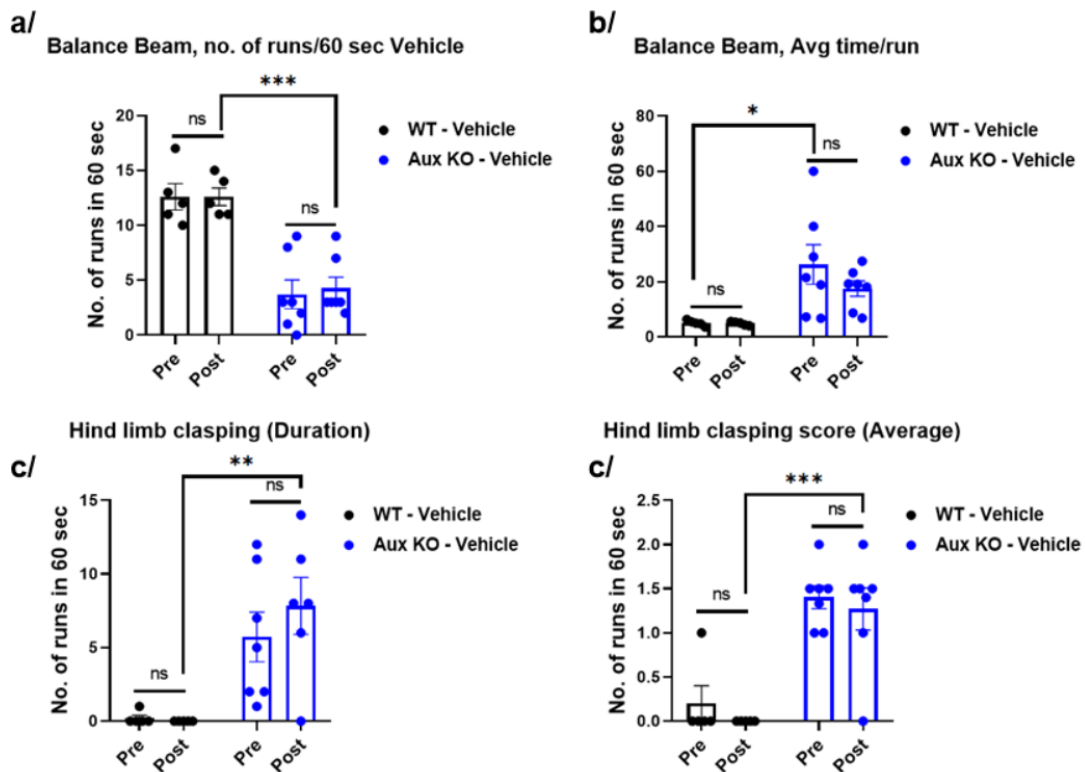 a/
Balance Beam, no. of runs/60 sec Vehicle
***
ns
ns
No. of runs in 60 sec
20
15
10
5
0
Pre
Post
Pre
Post
WT - Vehicle
Aux KO - Vehicle
b/
Balance Beam, Avg time/run
*
ns
ns
No. of runs in 60 sec
80
60
40
20
0
Pre
Post
Pre
Post
WT - Vehicle
Aux KO - Vehicle
c/
Hind limb clasping (Duration)
**
ns
ns
No. of runs in 60 sec
15
10
5
0
Pre
Post
Pre
Post
WT - Vehicle
Aux KO - Vehicle
c/
Hind limb clasping score (Average)
***
ns
ns
No. of runs in 60 sec
2.5
2.0
1.5
1.0
0.5
0.0
Pre
Post
Pre
Post
WT - Vehicle
Aux KO - Vehicle